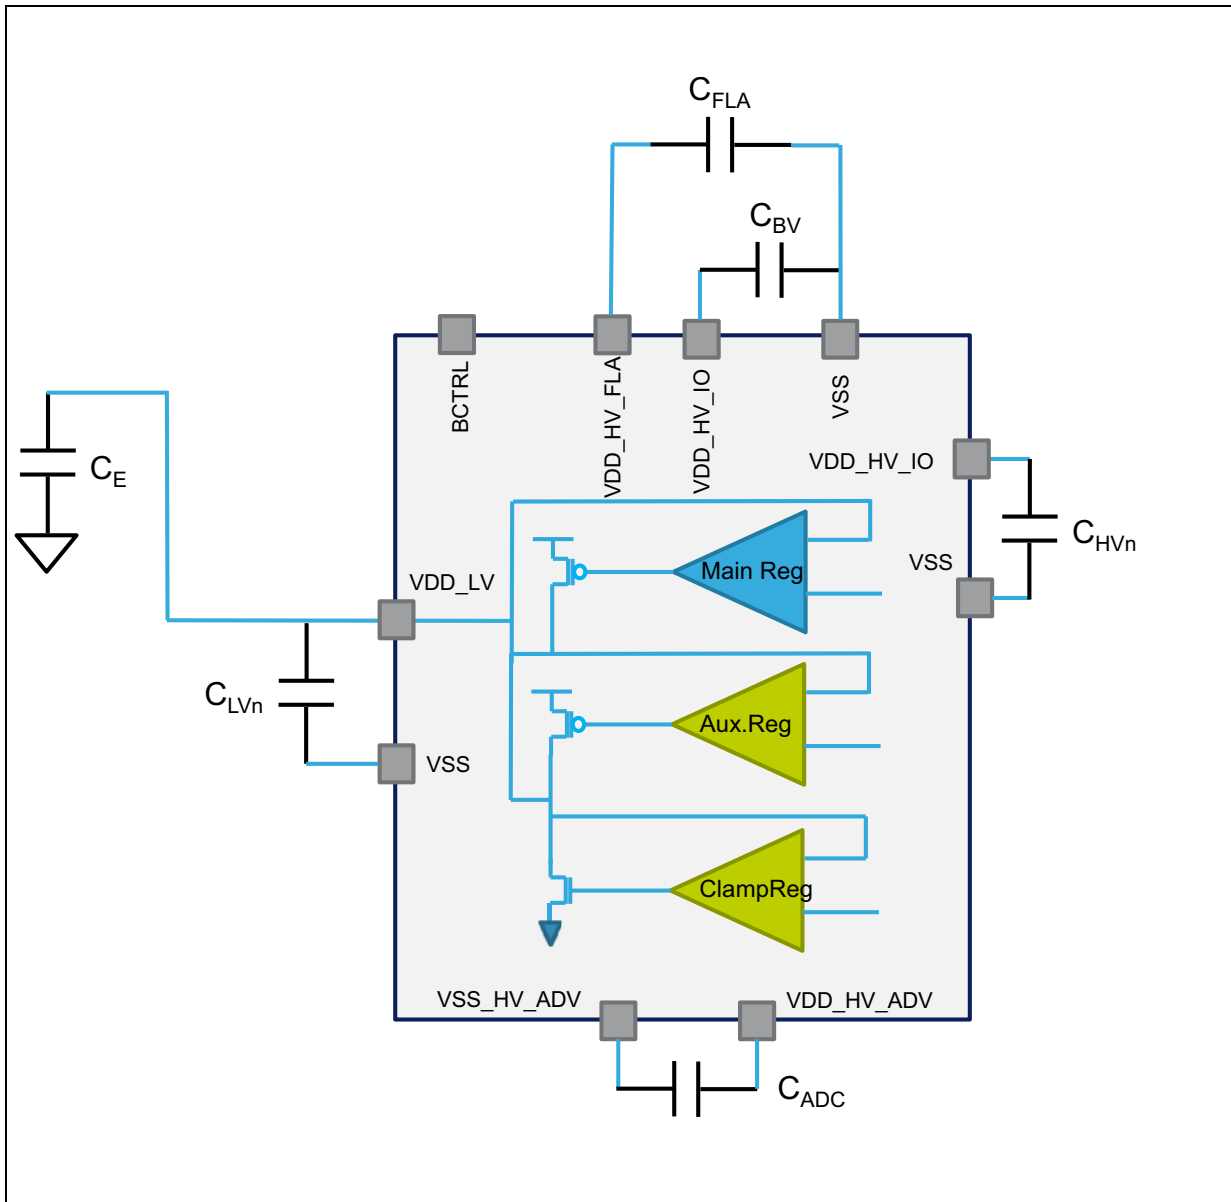 CFLA
CBV
BCTRL
VDD_HV_FLA
VDD_HV_IO
VSS
CE
VDD_HV_IO
CHVn
VSS
Main Reg
VDD_LV
CLVn
Aux.Reg
VSS
ClampReg
VSS_HV_ADV
VDD_HV_ADV
CADC